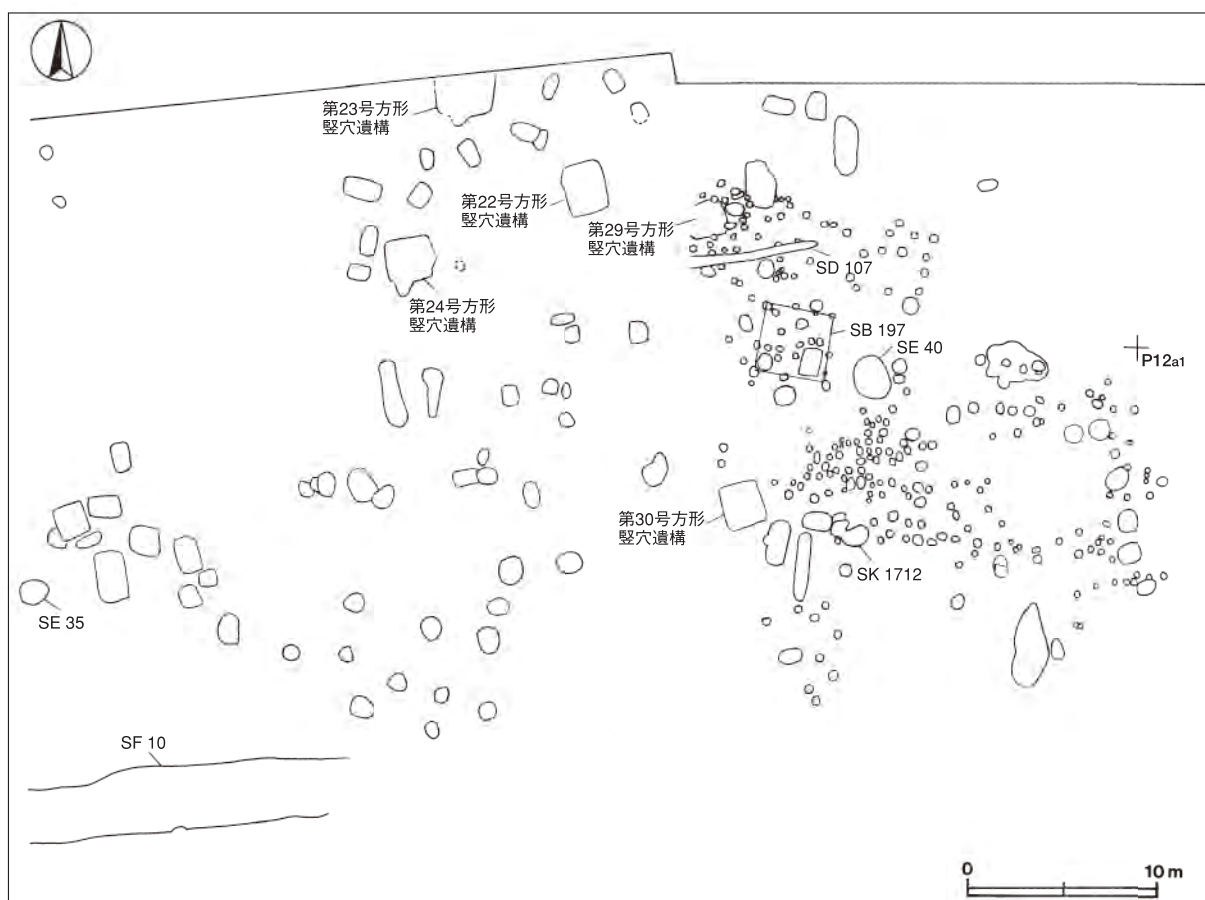 第23号方形
竪穴遺構
第22号方形
竪穴遺構
第29号方形
竪穴遺構
SD 107
第24号方形
竪穴遺構
SB 197
SE 40
P12a1
第30号方形
竪穴遺構
SK 1712
SE 35
SF 10
0
10 m